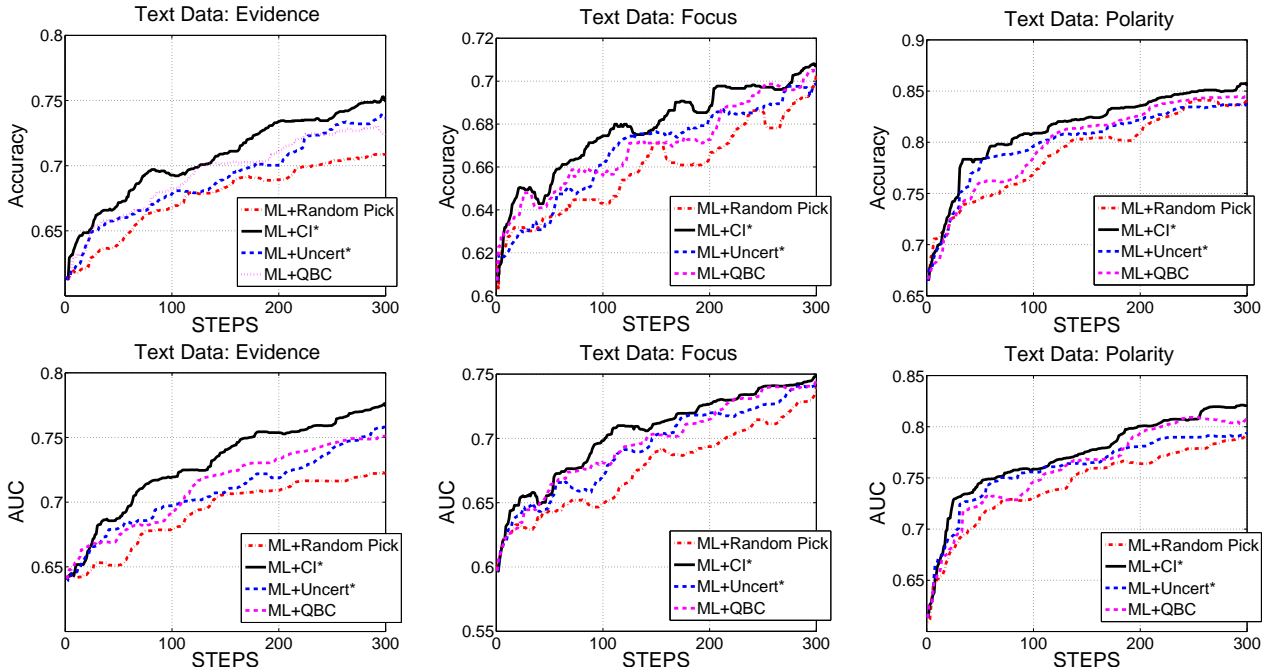 Text Data: Evidence
0.8
0.75
0.7
0.65
Accuracy
0
100
200
300
STEPS
ML+Random Pick
ML+CI*
ML+Uncert*
ML+QBC
Text Data: Focus
0.72
0.7
0.68
0.66
0.64
0.62
0.6
Accuracy
0
100
200
300
STEPS
ML+Random Pick
ML+CI*
ML+Uncert*
ML+QBC
Text Data: Polarity
0.9
0.85
0.8
0.75
0.7
0.65
Accuracy
0
100
200
300
STEPS
ML+Random Pick
ML+CI*
ML+Uncert*
ML+QBC
Text Data: Evidence
0.8
0.75
0.7
0.65
AUC
0
100
200
300
STEPS
ML+Random Pick
ML+CI*
ML+Uncert*
ML+QBC
Text Data: Focus
0.75
0.7
0.65
0.6
0.55
AUC
0
100
200
300
STEPS
ML+Random Pick
ML+CI*
ML+Uncert*
ML+QBC
Text Data: Polarity
0.85
0.8
0.75
0.7
0.65
AUC
0
100
200
300
STEPS
ML+Random Pick
ML+CI*
ML+Uncert*
ML+QBC